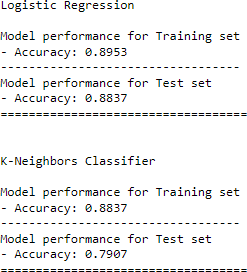 Logistic Regression
Model performance for Training set
- Accuracy: 0.8953
----------------------------------
Model performance for Test set
- Accuracy: 0.8837
===================================
K-Neighbors Classifier
Model performance for Training set
- Accuracy: 0.8837
----------------------------------
Model performance for Test set
- Accuracy: 0.7907
===================================